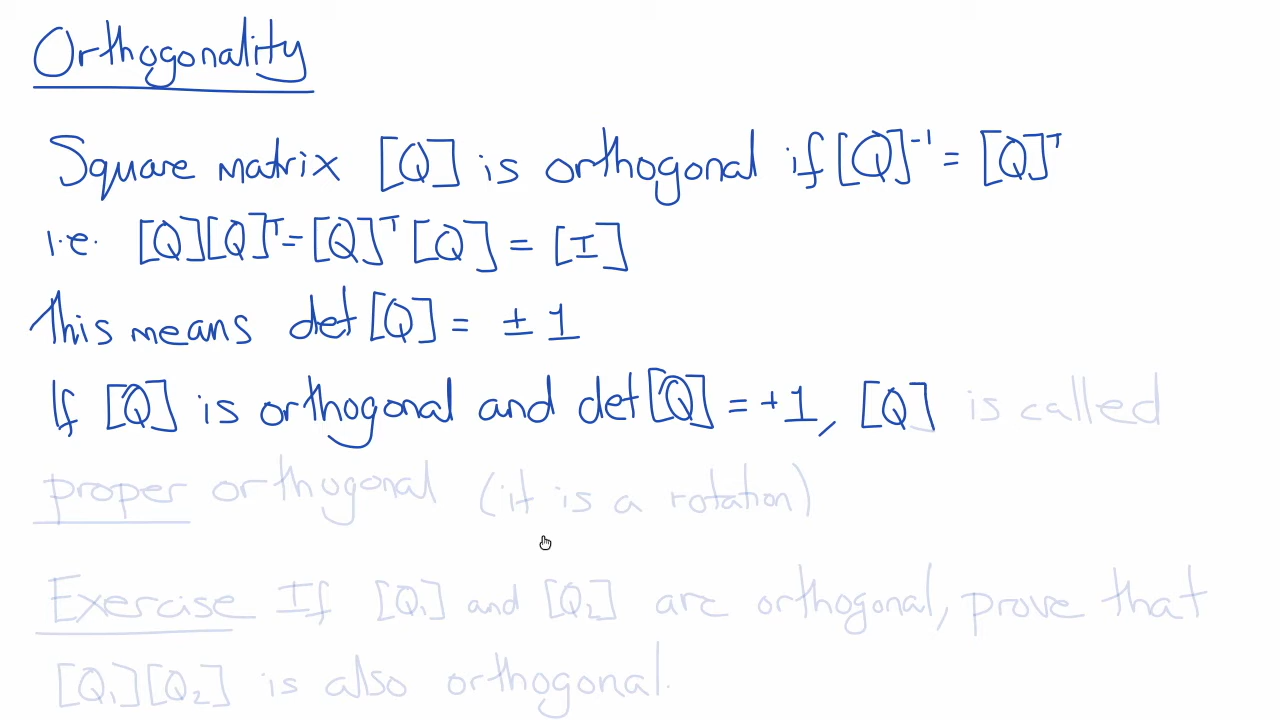 Orthogonality
Square matrix [Q] is orthogonal if [Q]⁻¹ = [Q]ᵀ
i.e. [Q][Q]ᵀ = [Q]ᵀ[Q] = [I]
This means det[Q] = ± 1
If [Q] is orthogonal and det[Q] = +1, [Q] is called
proper orthogonal (it is a rotation)
Exercise If [Q₁] and [Q₂] are orthogonal, prove that
[Q₁][Q₂] is also orthogonal.